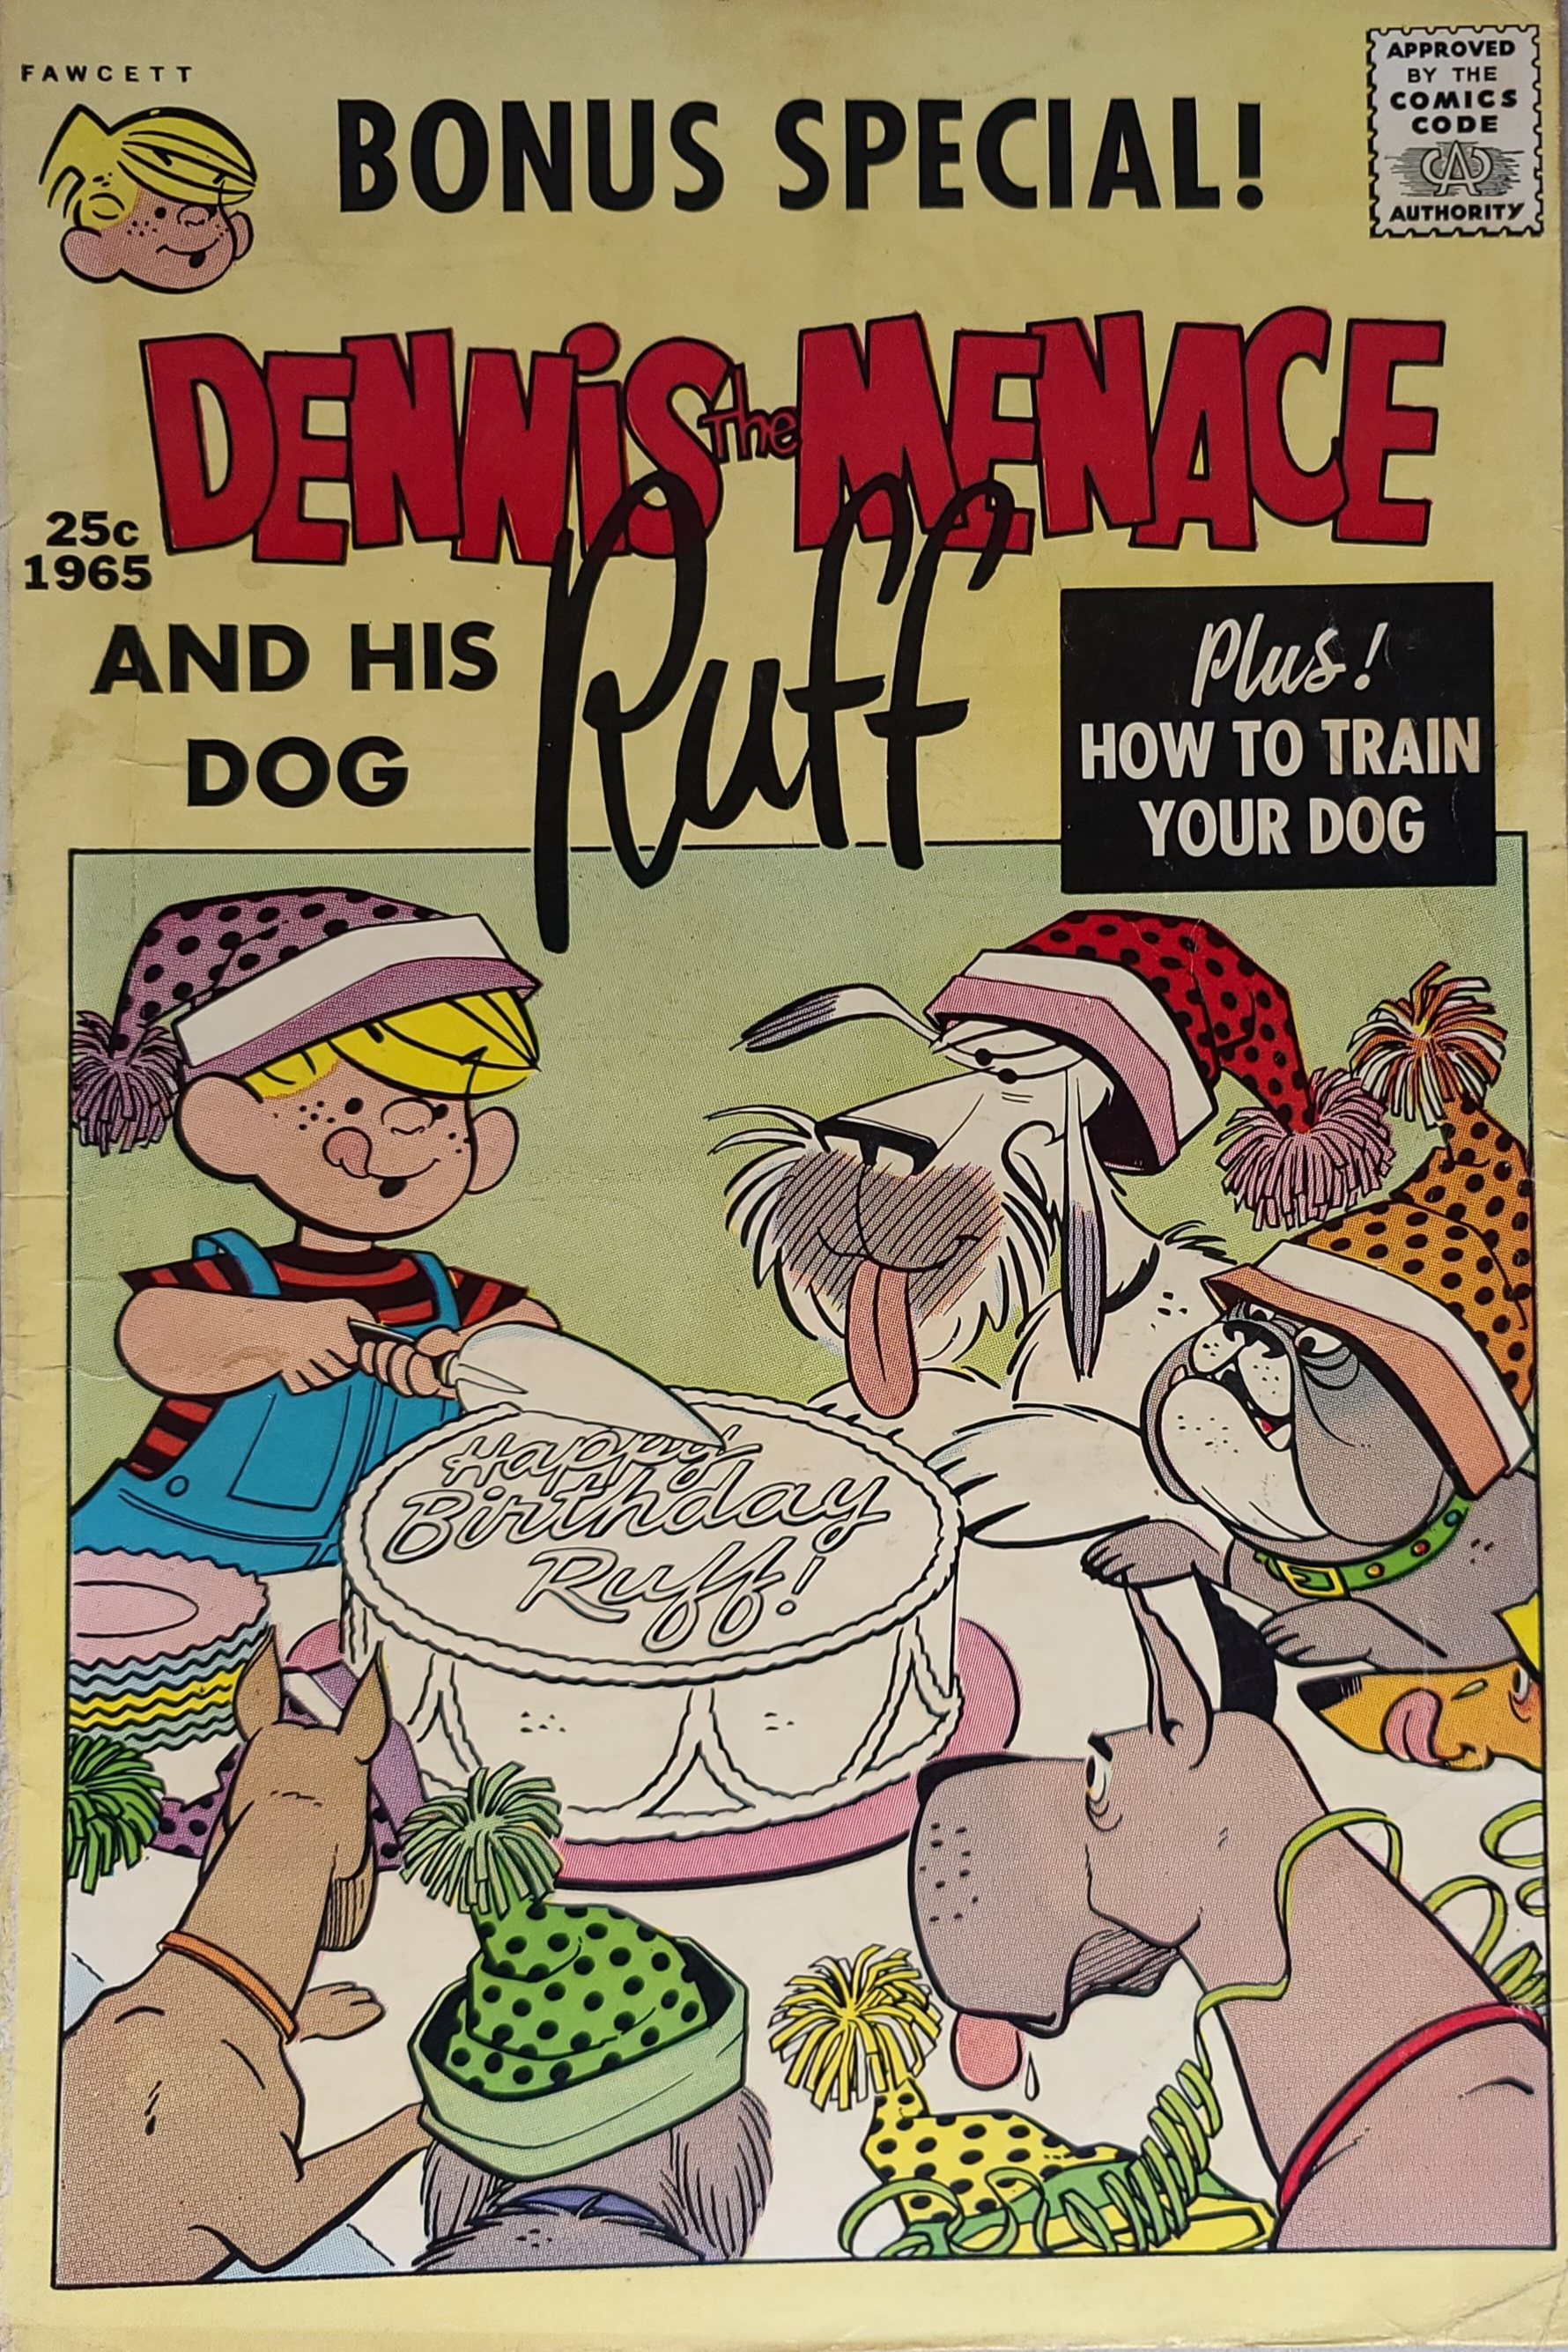 FAWCETT
BONUS SPECIAL!
APPROVED
BY THE
COMICS
CODE
CA
AUTHORITY
DENNIS the MENACE
25c
1965
AND HIS
DOG
Ruff
Plus!
HOW TO TRAIN
YOUR DOG
Happy
Birthday
Ruff!